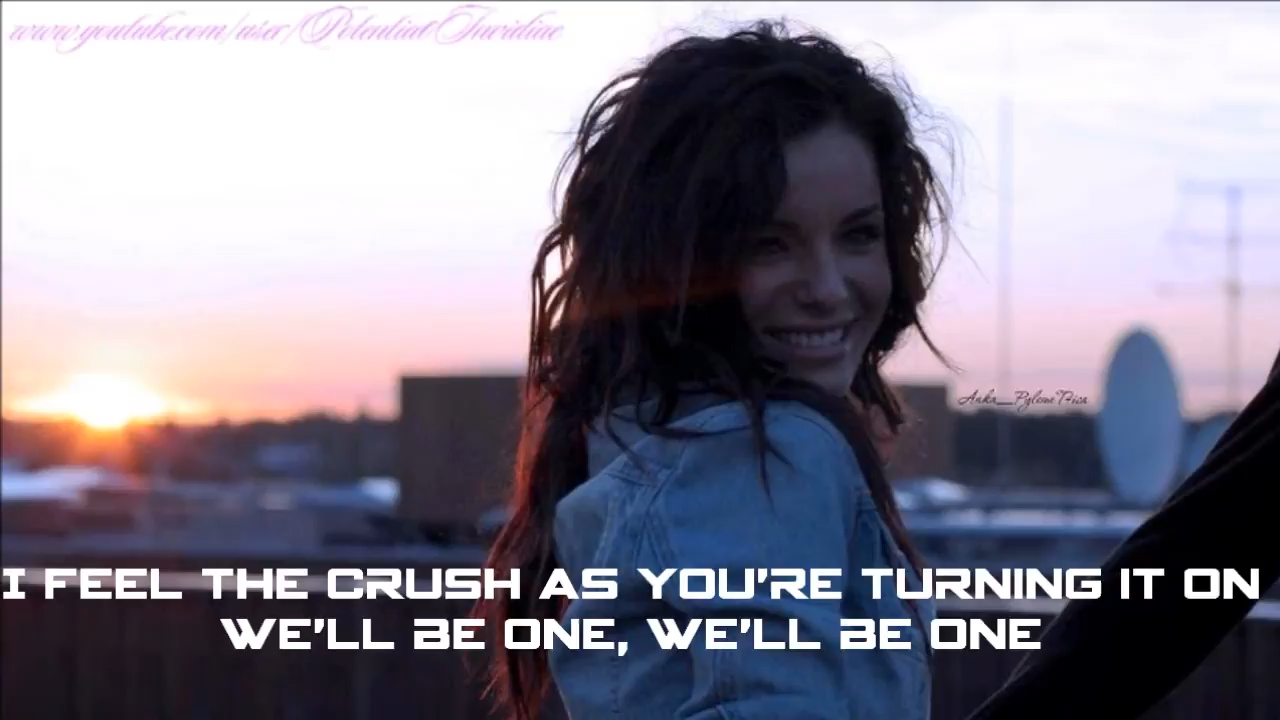 www.youtube.com/user/PotentialJuridiae
I FEEL THE CRUSH AS YOU'RE TURNING IT ON
WE'LL BE ONE, WE'LL BE ONE